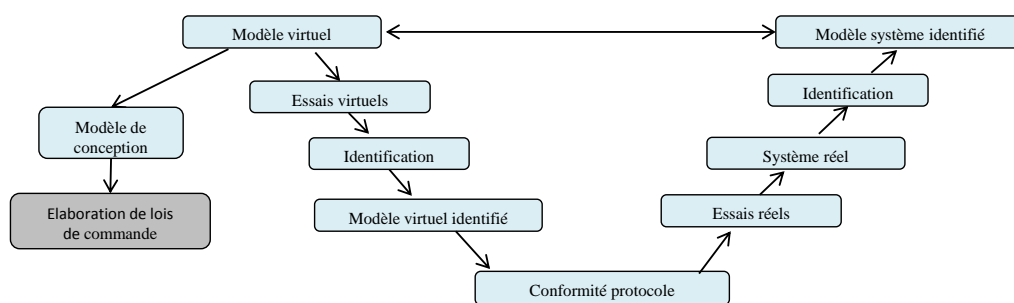 Modèle virtuel
Modèle système identifié
Essais virtuels
Identification
Modèle de
conception
Identification
Système réel
Elaboration de lois
de commande
Modèle virtuel identifié
Essais réels
Conformité protocole